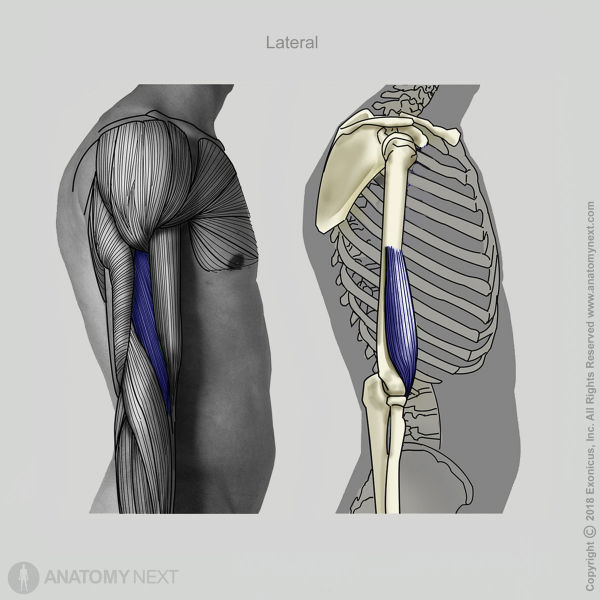 Lateral
Copyright © 2018 Exonicus, Inc. All Rights Reserved www.anatomynext.com
ANATOMY NEXT